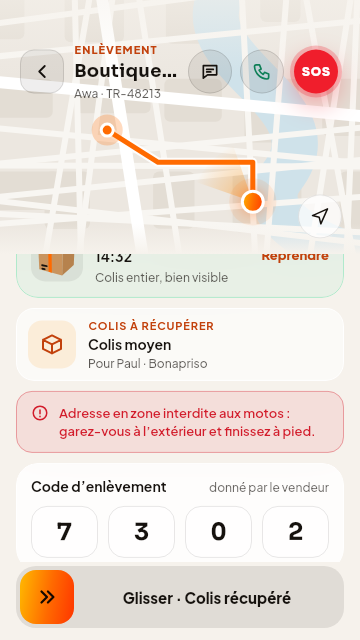 ENLÈVEMENT
Boutique...
Awa · TR-48213
SOS
14:32
Reprendre
Colis entier, bien visible
COLIS À RÉCUPÉRER
Colis moyen
Pour Paul · Bonapriso
Adresse en zone interdite aux motos :
garez-vous à l'extérieur et finissez à pied.
Code d'enlèvement
donné par le vendeur
7 3 0 2
Glisser · Colis récupéré